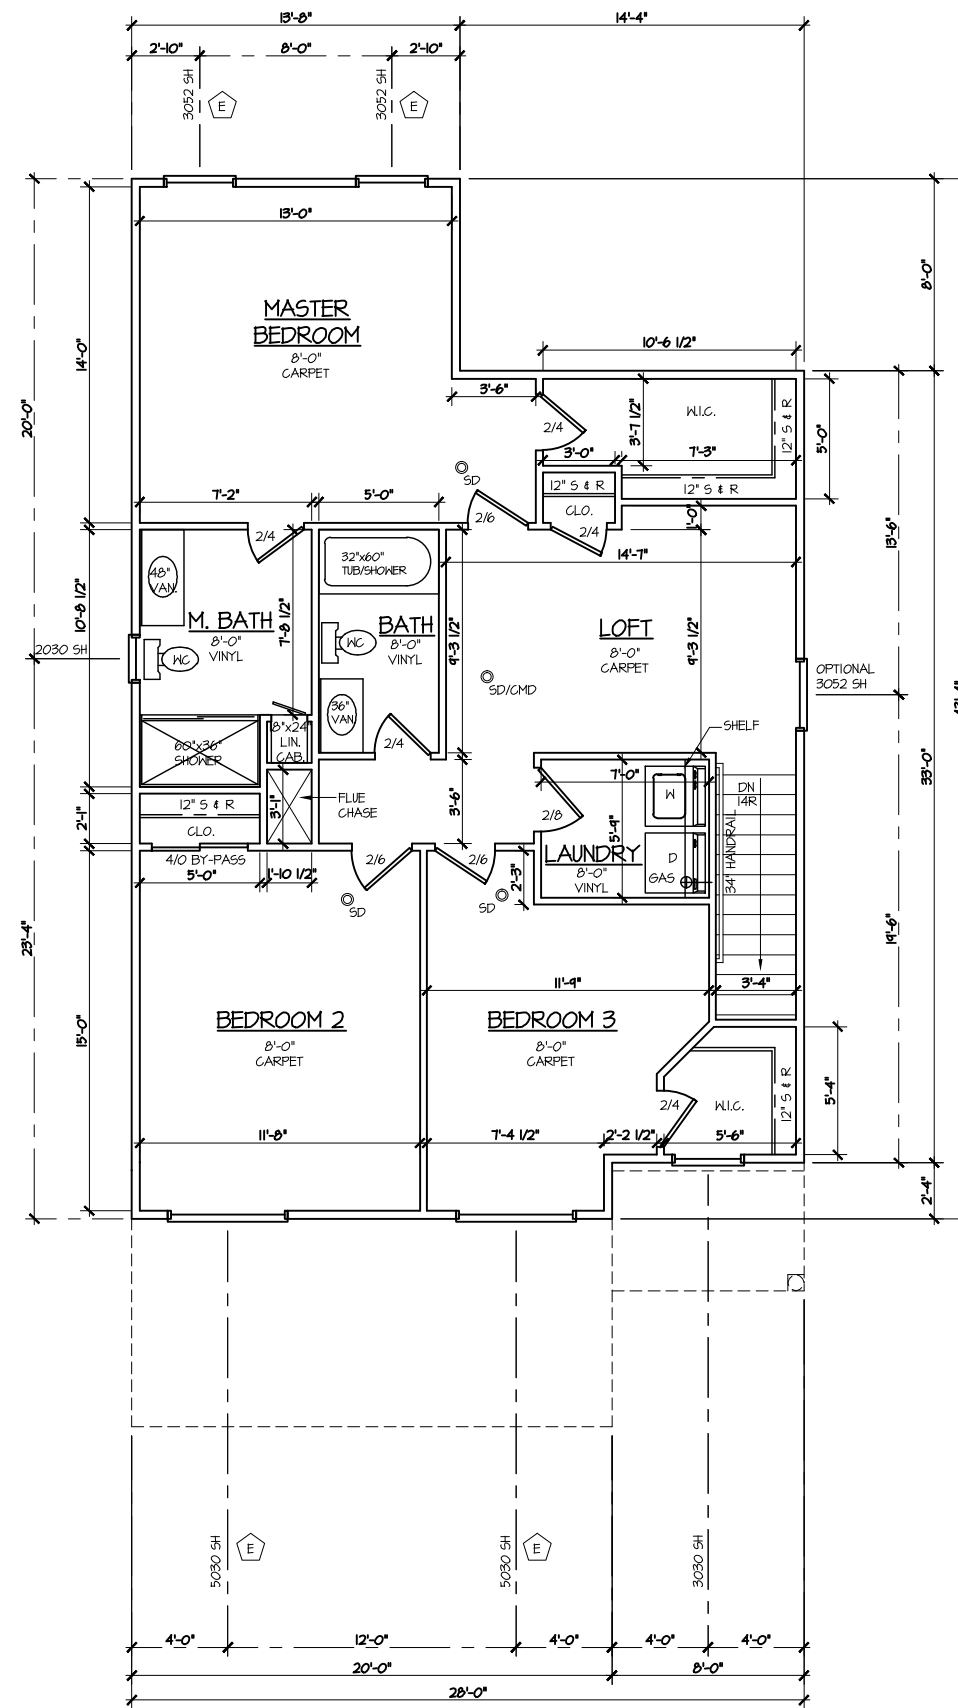 13'-8"
14'-4"
2'-10"
8'-0"
2'-10"
3052 SH
E
3052 SH
E
13'-0"
8'-0"
MASTER
BEDROOM
8'-0"
CARPET
14'-0"
20'-0"
10'-6 1/2"
3'-6"
2/4
3'-7 1/2"
W.I.C.
12" S & R
5'-0"
3'-0"
7'-3"
SD
12" S & R
12" S & R
7'-2"
5'-0"
2/6
CLO.
1'-0"
13'-6"
2/4
2/4
14'-7"
32"x60"
TUB/SHOWER
48"
VAN.
10'-8 1/2"
7'-8 1/2"
M. BATH
8'-0"
VINYL
BATH
8'-0"
VINYL
9'-3 1/2"
LOFT
8'-0"
CARPET
9'-3 1/2"
2030 SH
WC
WC
OPTIONAL
3052 SH
SD/CMD
36"
VAN.
SHELF
60"x36"
SHOWER
8"x24"
LIN.
CAB.
2/4
7'-0"
33'-0"
DN
14R
W
12" S & R
3'-1"
FLUE
CHASE
3'-6"
2/8
5'-9"
34" HANDRAIL
2'-1"
CLO.
4/0 BY-PASS
2/6
2/6
LAUNDRY
8'-0"
VINYL
D
GAS
5'-0"
1'-10 1/2"
2'-3"
SD
SD
23'-4"
19'-6"
11'-9"
3'-4"
15'-0"
BEDROOM 2
8'-0"
CARPET
BEDROOM 3
8'-0"
CARPET
12" S & R
5'-4"
2/4
W.I.C.
11'-8"
7'-4 1/2"
2'-2 1/2"
5'-6"
2'-4"
5030 SH
E
5030 SH
E
3030 SH
4'-0"
12'-0"
4'-0"
4'-0"
4'-0"
20'-0"
8'-0"
28'-0"